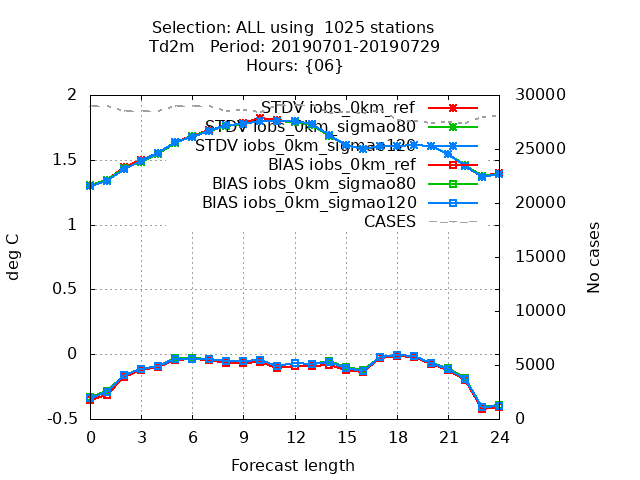 Selection: ALL using  1025 stations
Td2m   Period: 20190701-20190729
Hours: {06}
2
1.5
1
0.5
0
-0.5
30000
25000
20000
15000
10000
5000
0
deg C
No cases
STDV iobs_0km_ref
STDV iobs_0km_sigmao80
STDV iobs_0km_sigmao120
BIAS iobs_0km_ref
BIAS iobs_0km_sigmao80
BIAS iobs_0km_sigmao120
CASES
0 3 6 9 12 15 18 21 24
Forecast length